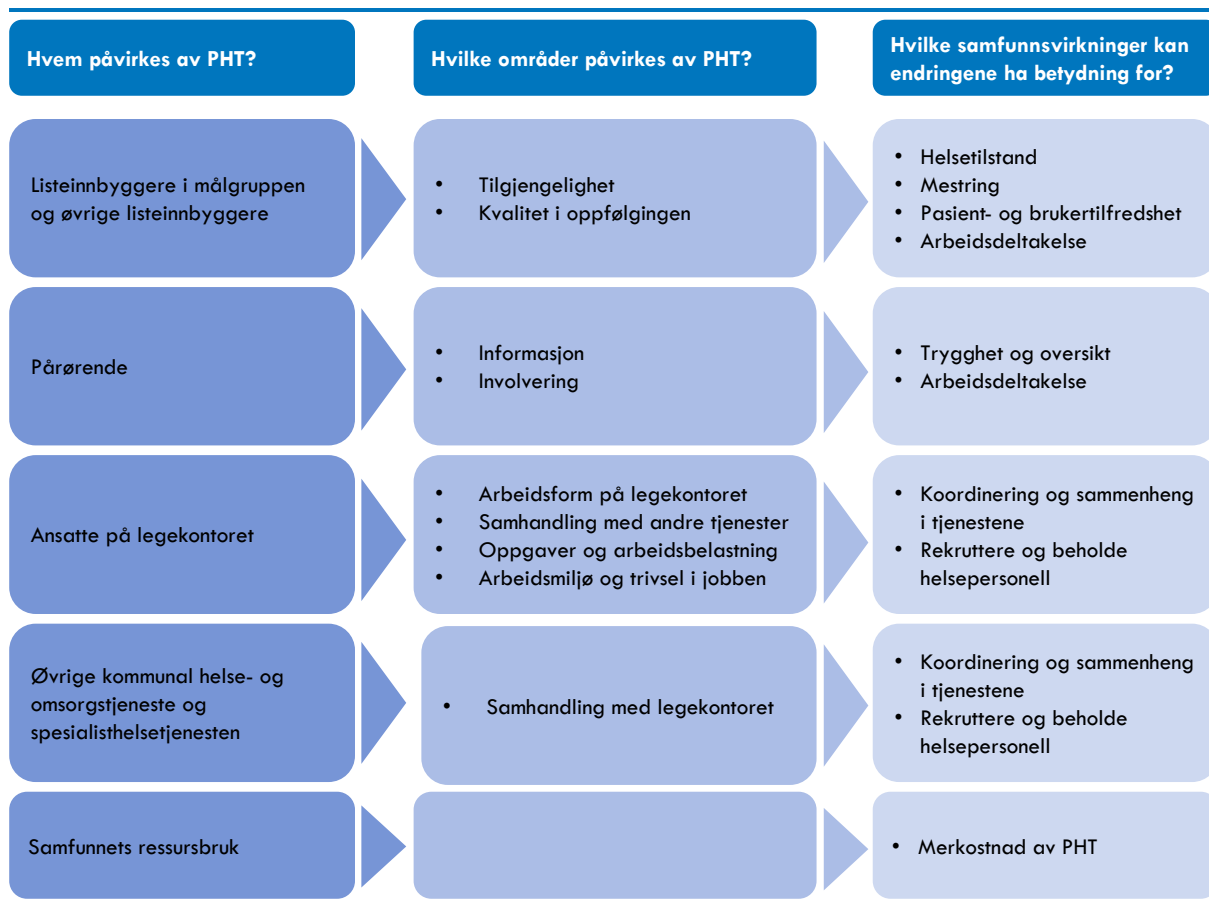 Hvem påvirkes av PHT?
Hvilke områder påvirkes av PHT?
Hvilke samfunnsvirkninger kan
endringene ha betydning for?
Listeinnbyggere i målgruppen
og øvrige listeinnbyggere
• Tilgjengelighet
• Kvalitet i oppfølgingen
• Helsetilstand
• Mestring
• Pasient- og brukertilfredshet
• Arbeidsdeltakelse
Pårørende
• Informasjon
• Involvering
• Trygghet og oversikt
• Arbeidsdeltakelse
Ansatte på legekontoret
• Arbeidsform på legekontoret
• Samhandling med andre tjenester
• Oppgaver og arbeidsbelastning
• Arbeidsmiljø og trivsel i jobben
• Koordinering og sammenheng
i tjenestene
• Rekruttere og beholde
helsepersonell
Øvrige kommunal helse- og
omsorgstjeneste og
spesialisthelsetjenesten
• Samhandling med legekontoret
• Koordinering og sammenheng
i tjenestene
• Rekruttere og beholde
helsepersonell
Samfunnets ressursbruk
• Merkostnad av PHT